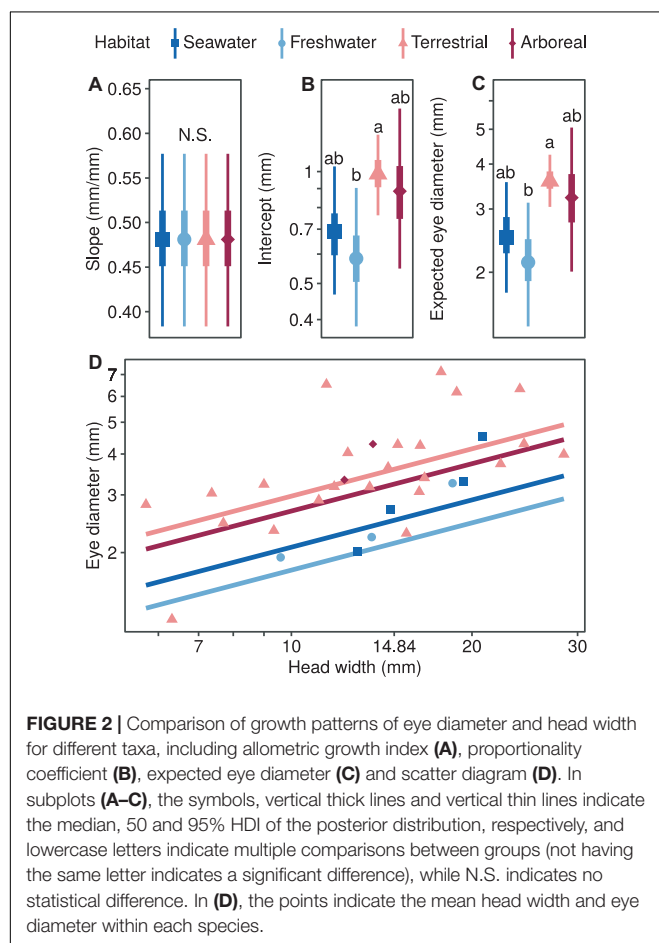 Habitat Seawater Freshwater Terrestrial Arboreal
A B C
0.65
0.60
0.55
0.50
0.45
0.40
Slope (mm/mm)
N.S.
1
0.7
0.5
0.4
Intercept (mm)
ab b a ab
5
4
3
2
Expected eye diameter (mm)
ab b a ab
D
7
6
5
4
3
2
Eye diameter (mm)
7 10 14.84 20 30
Head width (mm)
FIGURE 2 | Comparison of growth patterns of eye diameter and head width
for different taxa, including allometric growth index (A), proportionality
coefficient (B), expected eye diameter (C) and scatter diagram (D). In
subplots (A–C), the symbols, vertical thick lines and vertical thin lines indicate
the median, 50 and 95% HDI of the posterior distribution, respectively, and
lowercase letters indicate multiple comparisons between groups (not having
the same letter indicates a significant difference), while N.S. indicates no
statistical difference. In (D), the points indicate the mean head width and eye
diameter within each species.